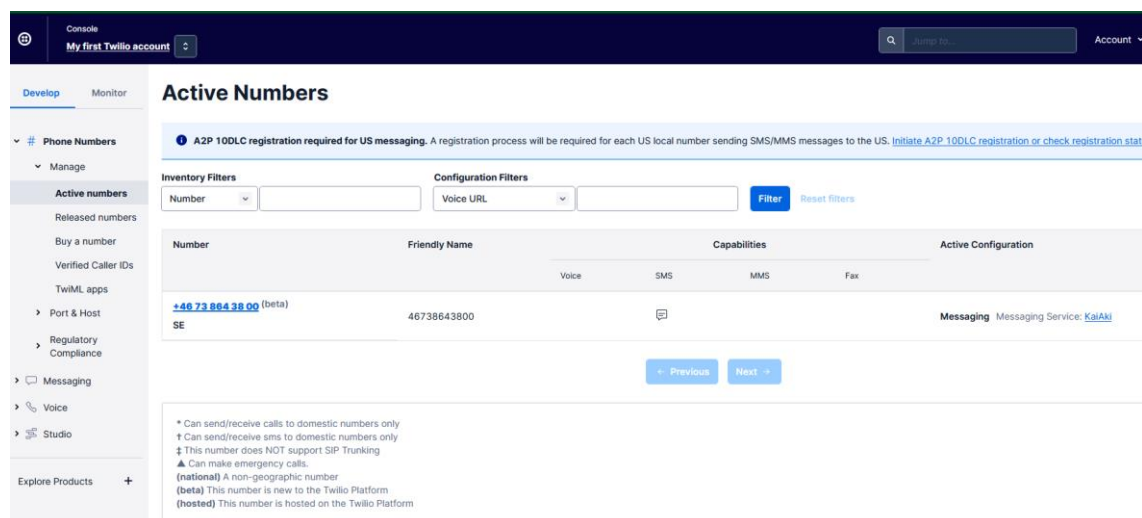 Console
My first Twilio account
Jump to...
Account
Develop Monitor
Active Numbers
# Phone Numbers
Manage
Active numbers
Released numbers
Buy a number
Verified Caller IDs
TwiML apps
Port & Host
Regulatory
Compliance
Messaging
Voice
Studio
Explore Products +
A2P 10DLC registration required for US messaging. A registration process will be required for each US local number sending SMS/MMS messages to the US. Initiate A2P 10DLC registration or check registration stat
Inventory Filters Configuration Filters
Number Voice URL Filter Reset filters
Number Friendly Name Capabilities Active Configuration
Voice SMS MMS Fax
+46 73 864 38 00 (beta)
SE
46738643800
Messaging Messaging Service: KaiAki
← Previous Next →
* Can send/receive calls to domestic numbers only
† Can send/receive sms to domestic numbers only
‡ This number does NOT support SIP Trunking
▲ Can make emergency calls.
(national) A non-geographic number
(beta) This number is new to the Twilio Platform
(hosted) This number is hosted on the Twilio Platform